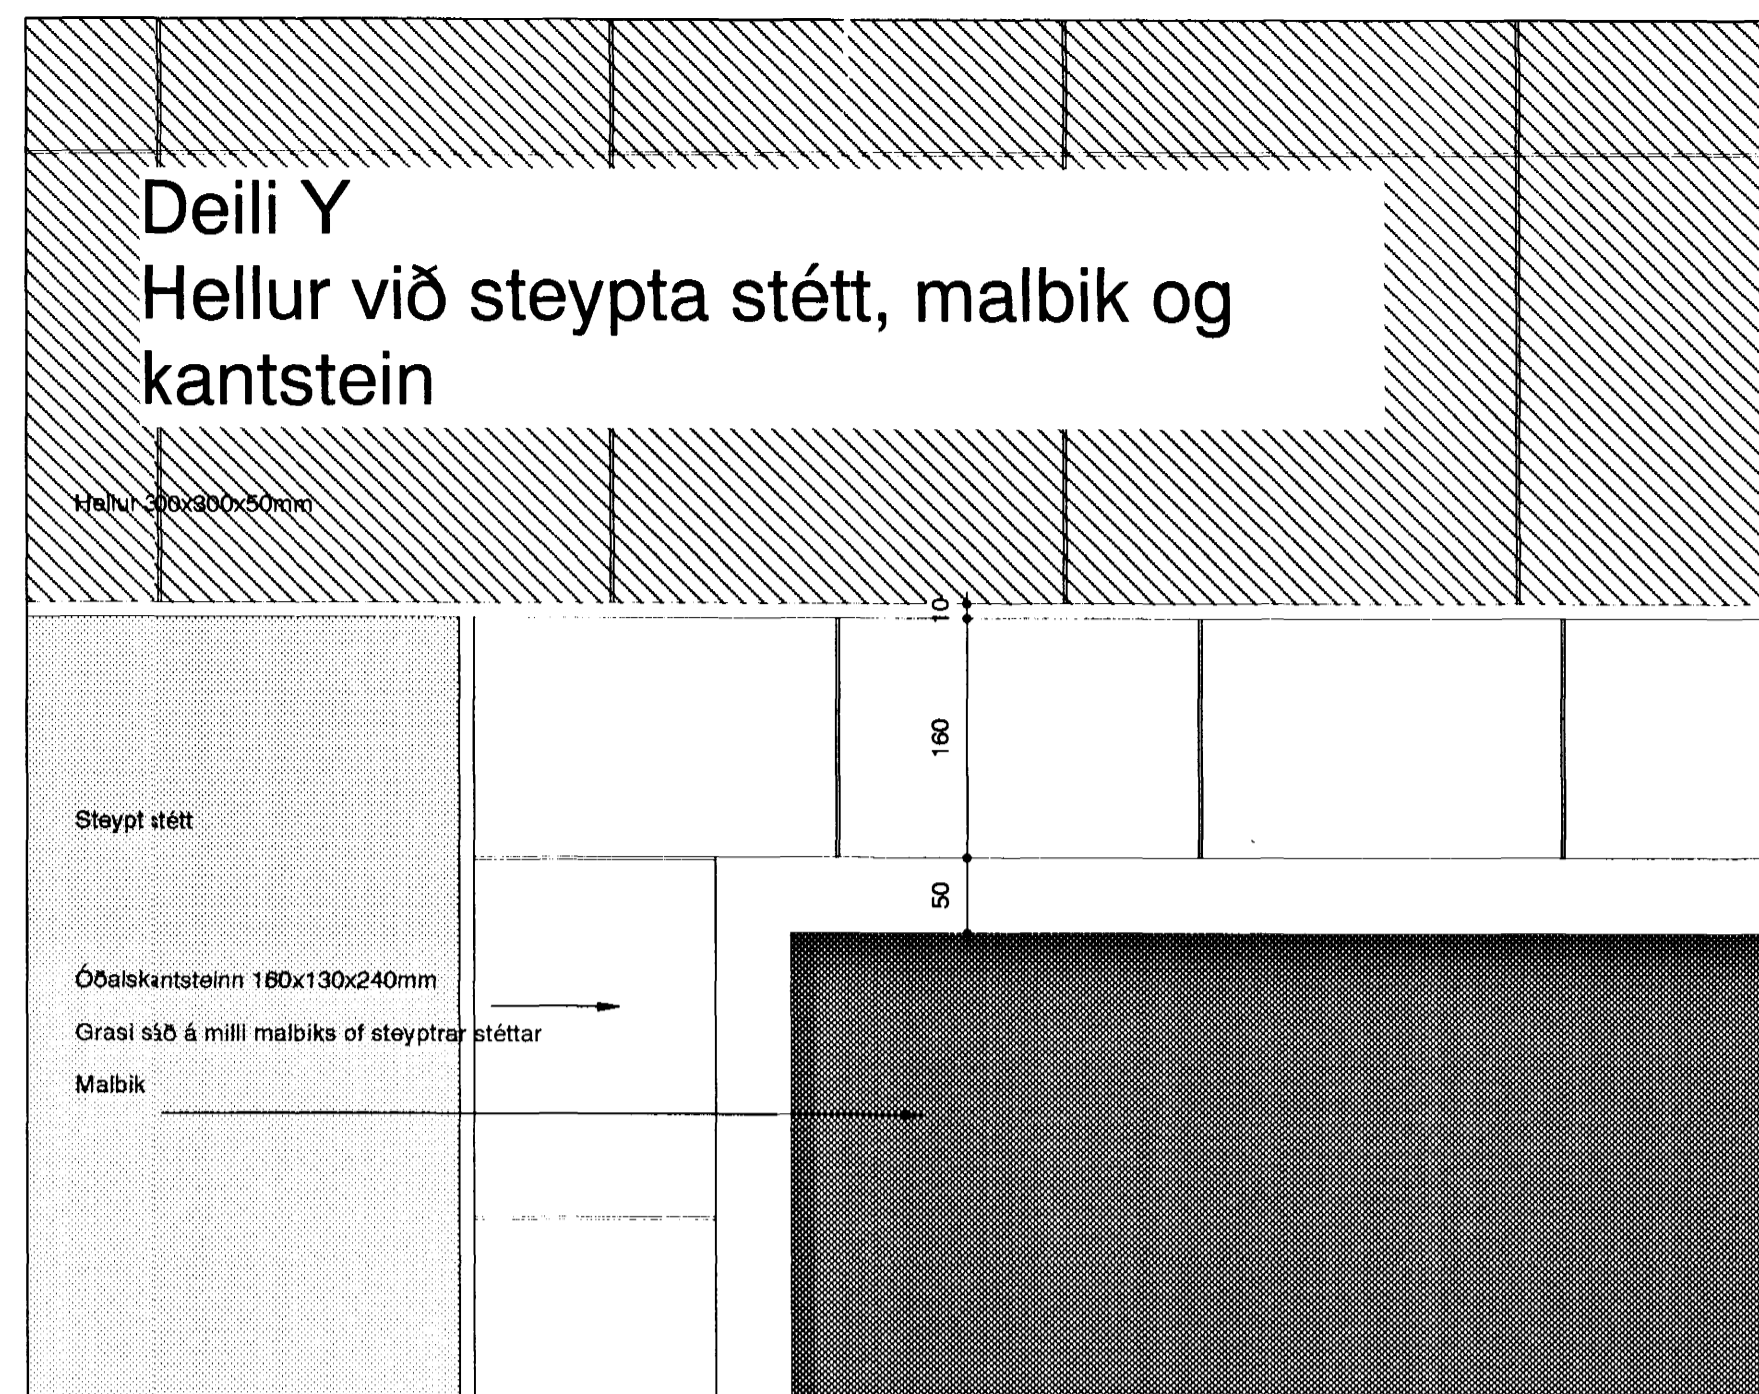 Deili Y
Hellur við steypta stétt, malbik og
kantstein
Hellur 300x300x50mm
10
160
Steypt stétt
50
Óðalskantsteinn 160x130x240mm
Grasi sáð á milli malbiks of steyptrar stéttar
Malbik